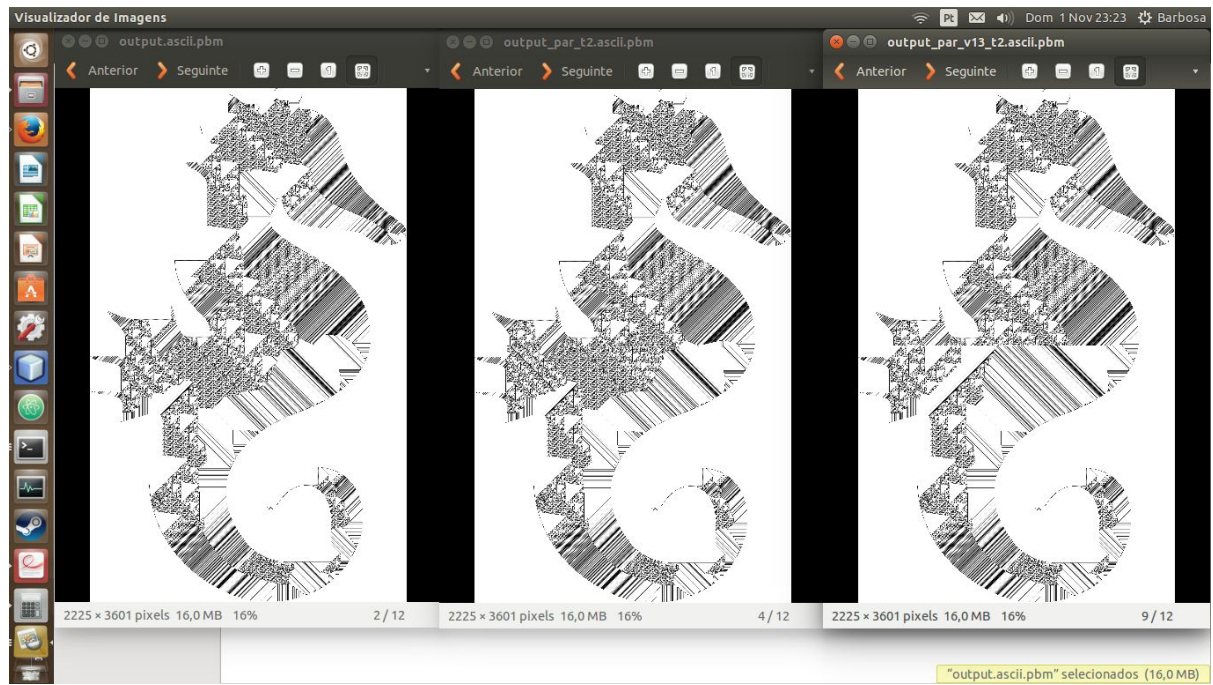 Visualizador de Imagens
Pt
Dom 1 Nov 23:23
Barbosa
output.ascii.pbm
Anterior
Seguinte
2225 × 3601 pixels 16,0 MB 16%
2 / 12
output_par_t2.ascii.pbm
Anterior
Seguinte
2225 × 3601 pixels 16,0 MB 16%
4 / 12
output_par_v13_t2.ascii.pbm
Anterior
Seguinte
2225 × 3601 pixels 16,0 MB 16%
9 / 12
"output.ascii.pbm" selecionados (16,0 MB)